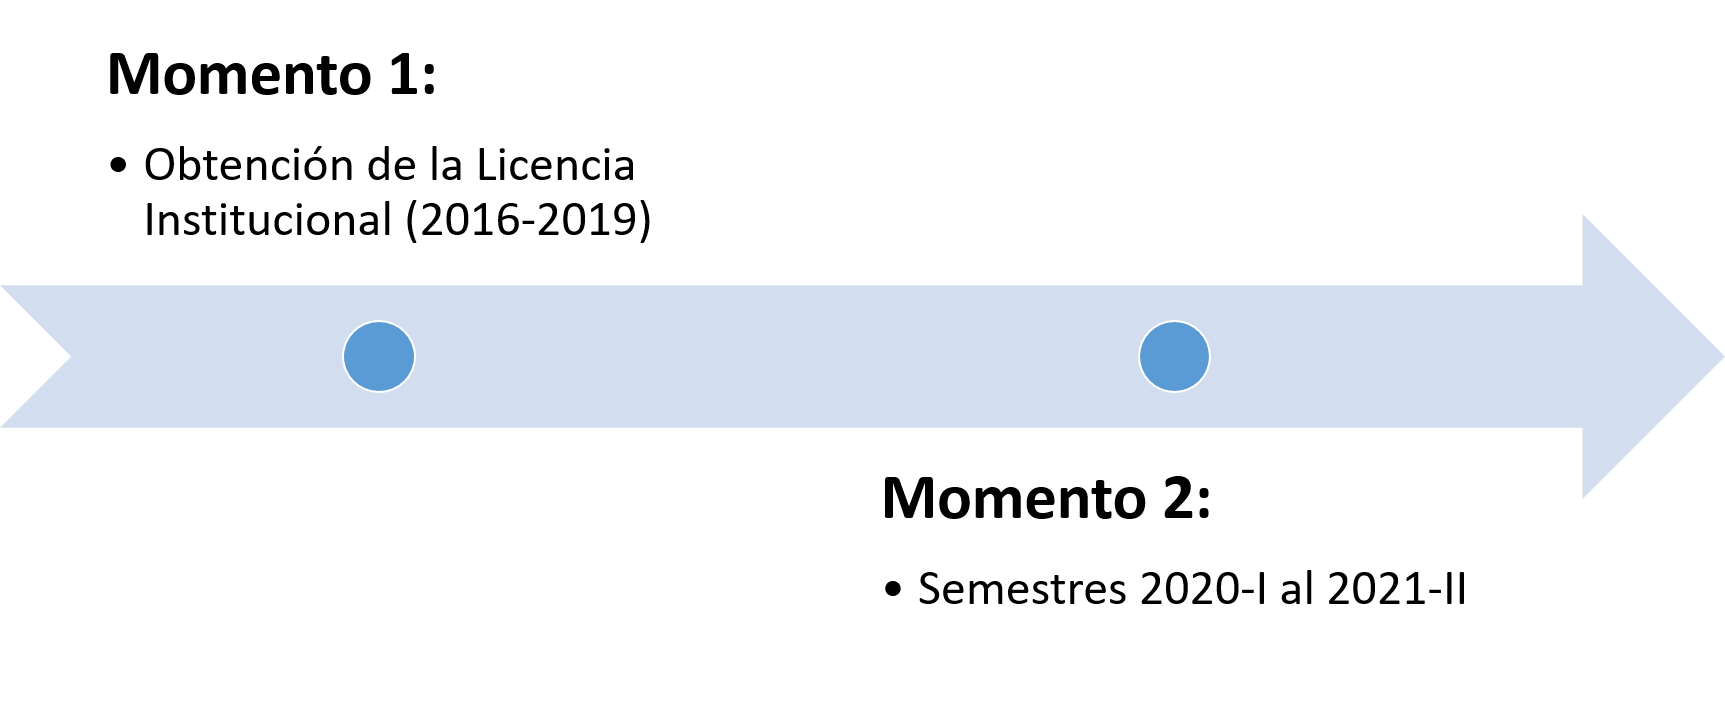 Momento 1:
• Obtención de la Licencia
Institucional (2016-2019)
Momento 2:
• Semestres 2020-I al 2021-II